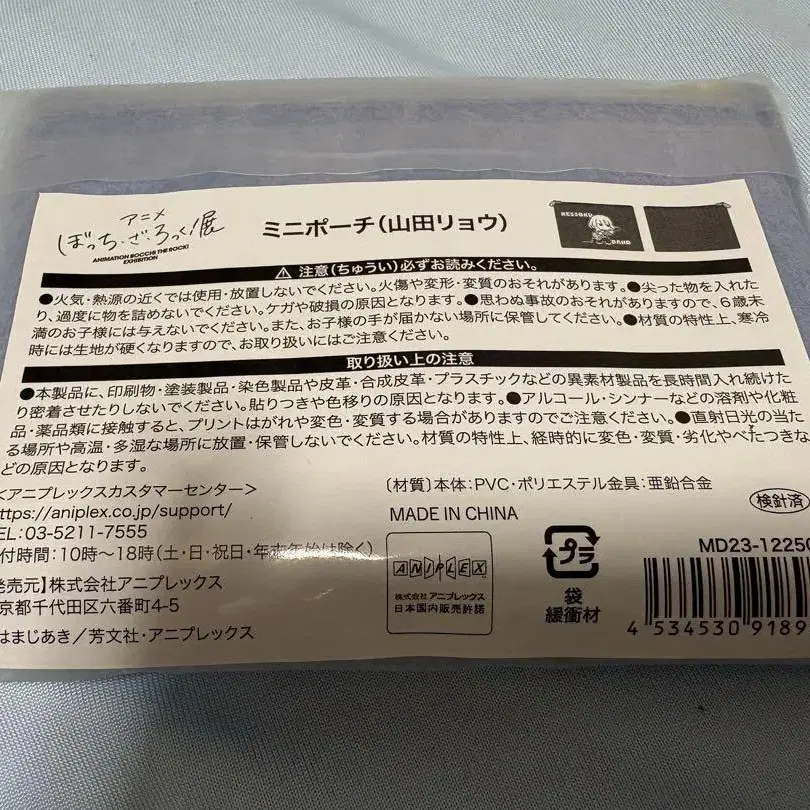 アニメ
ぼっち・ざ・ろっく!展
ANIMATION BOCCHI THE ROCK! EXHIBITION
ミニポーチ(山田リョウ)
KESSOKU
BAND
⚠ 注意(ちゅうい)必ずお読みください。
●火気・熱源の近くでは使用・放置しないでください。火傷や変形・変質のおそれがあります。●尖った物を入れた
り、過度に物を詰めないでください。ケガや破損の原因となります。●思わぬ事故のおそれがありますので、6歳未
満のお子様には与えないでください。また、お子様の手が届かない場所に保管してください。●材質の特性上、寒冷
時には生地が硬くなりますので、お取り扱いにはご注意ください。
取り扱い上の注意
●本製品に、印刷物・塗装製品・染色製品や皮革・合成皮革・プラスチックなどの異素材製品を長時間入れ続けた
り密着させたりしないでください。貼りつきや色移りの原因となります。●アルコール・シンナーなどの溶剤や化粧
品・薬品類に接触すると、プリントはがれや変色・変質する場合がありますのでご注意ください。●直射日光の当た
る場所や高温・多湿な場所に放置・保管しないでください。材質の特性上、経時的に変色・変質・劣化やべたつきな
どの原因となります。
<アニプレックスカスタマーセンター>
https://aniplex.co.jp/support/
TEL:03-5211-7555
付時間:10時〜18時(土・日・祝日・年末年始は除く)
発売元】株式会社アニプレックス
京都千代田区六番町4-5
はまじあき/芳文社・アニプレックス
〔材質〕本体:PVC・ポリエステル金具:亜鉛合金
MADE IN CHINA
検針済
ANIPLEX
株式会社アニプレックス
日本国内販売許諾
プラ
袋
緩衝材
MD23-12250
4 534530 9189